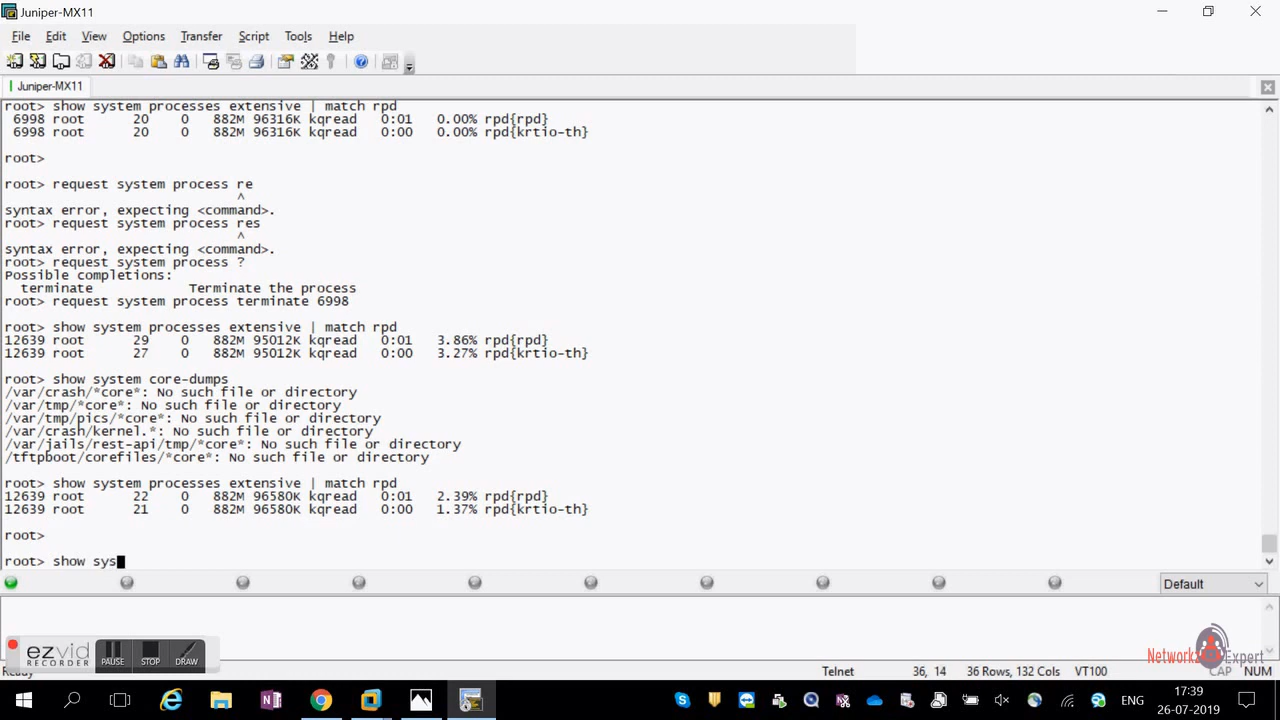 Juniper-MX11
File Edit View Options Transfer Script Tools Help
Juniper-MX11
root> show system processes extensive | match rpd
6998 root 20 0 882M 96316K kqread 0:01 0.00% rpd{rpd}
6998 root 20 0 882M 96316K kqread 0:00 0.00% rpd{krtio-th}
root>
root> request system process re
^
syntax error, expecting <command>.
root> request system process res
^
syntax error, expecting <command>.
root> request system process ?
Possible completions:
terminate Terminate the process
root> request system process terminate 6998
root> show system processes extensive | match rpd
12639 root 29 0 882M 95012K kqread 0:01 3.86% rpd{rpd}
12639 root 27 0 882M 95012K kqread 0:00 3.27% rpd{krtio-th}
root> show system core-dumps
/var/crash/*core*: No such file or directory
/var/tmp/*core*: No such file or directory
/var/tmp/pics/*core*: No such file or directory
/var/crash/kernel.*: No such file or directory
/var/jails/rest-api/tmp/*core*: No such file or directory
/tftpboot/corefiles/*core*: No such file or directory
root> show system processes extensive | match rpd
12639 root 22 0 882M 96580K kqread 0:01 2.39% rpd{rpd}
12639 root 21 0 882M 96580K kqread 0:00 1.37% rpd{krtio-th}
root>
root> show sys
Default
ezvid
RECORDER
PAUSE STOP DRAW
Expert
Telnet 36, 14 36 Rows, 132 Cols VT100 CAP NUM
ENG
17:39
26-07-2019